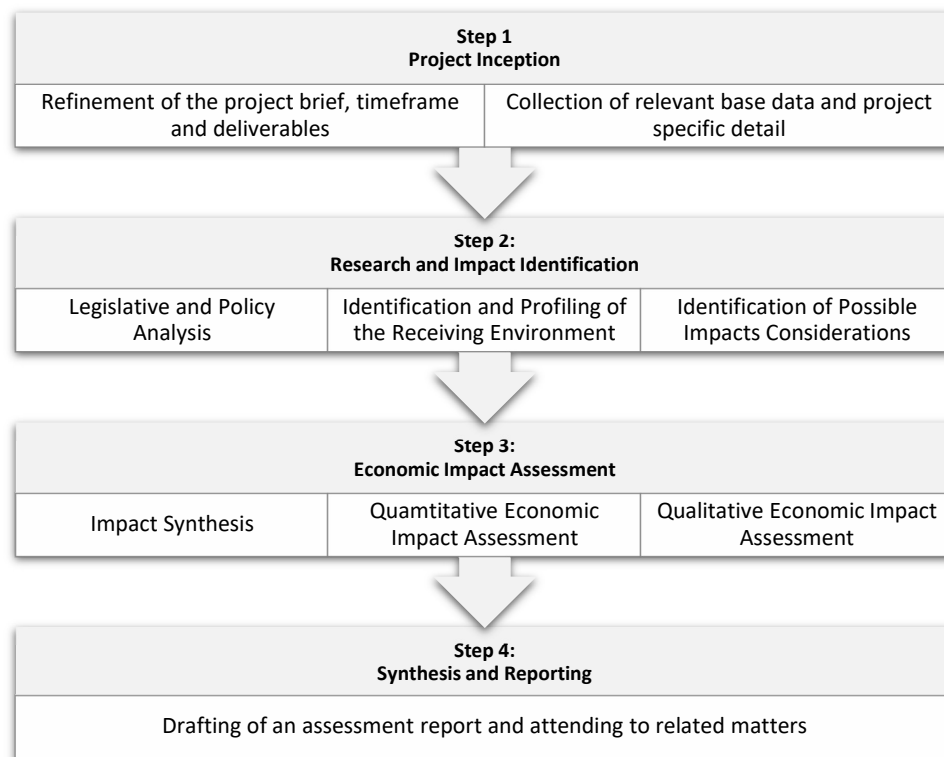 Step 1
Project Inception
Refinement of the project brief, timeframe
and deliverables
Collection of relevant base data and project
specific detail
Step 2:
Research and Impact Identification
Legislative and Policy
Analysis
Identification and Profiling of
the Receiving Environment
Identification of Possible
Impacts Considerations
Step 3:
Economic Impact Assessment
Impact Synthesis
Quamtitative Economic
Impact Assessment
Qualitative Economic Impact
Assessment
Step 4:
Synthesis and Reporting
Drafting of an assessment report and attending to related matters